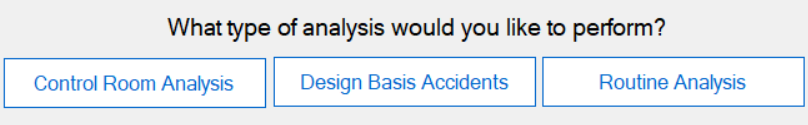 What type of analysis would you like to perform?
Control Room Analysis
Design Basis Accidents
Routine Analysis